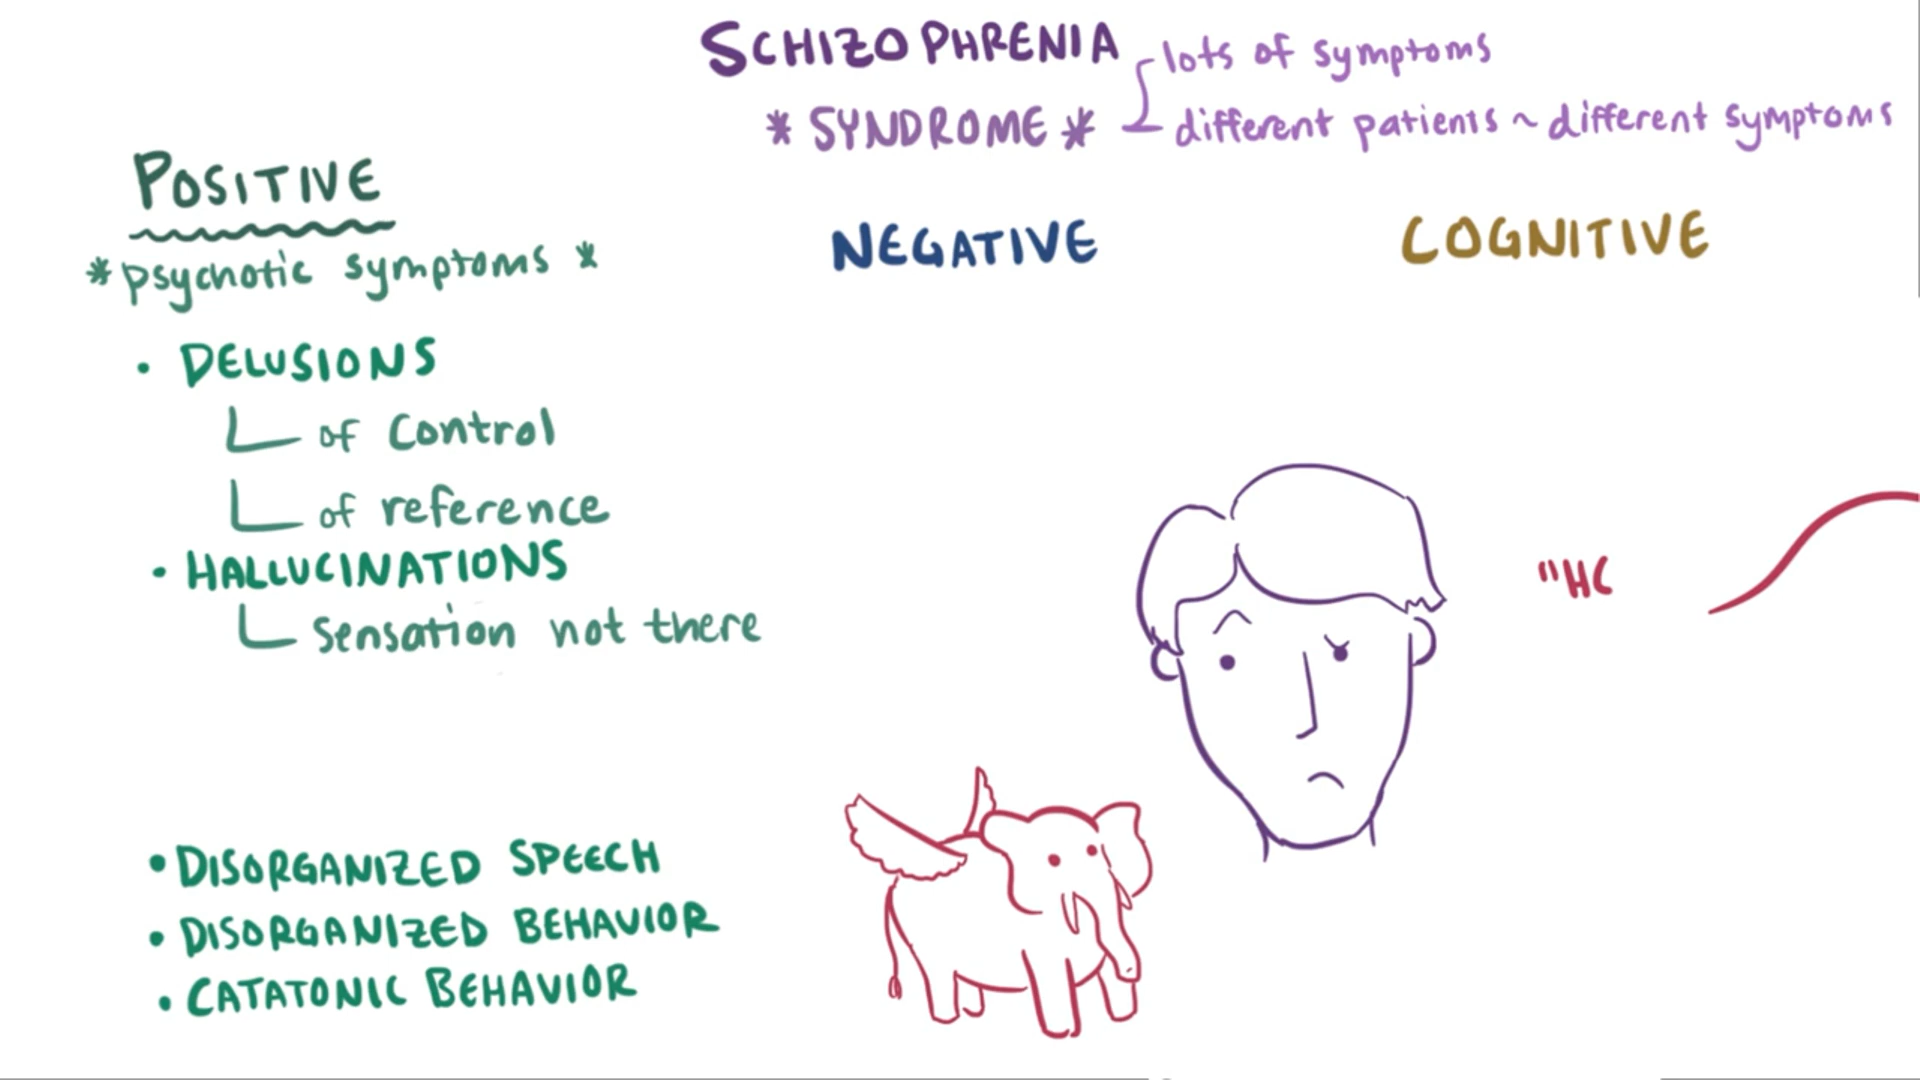 SCHIZOPHRENIA
lots of symptoms
* SYNDROME *
different patients ~ different symptoms
POSITIVE
* psychotic symptoms *
NEGATIVE
COGNITIVE
• DELUSIONS
of control
of reference
• HALLUCINATIONS
sensation not there
"HC
• DISORGANIZED SPEECH
• DISORGANIZED BEHAVIOR
• CATATONIC BEHAVIOR